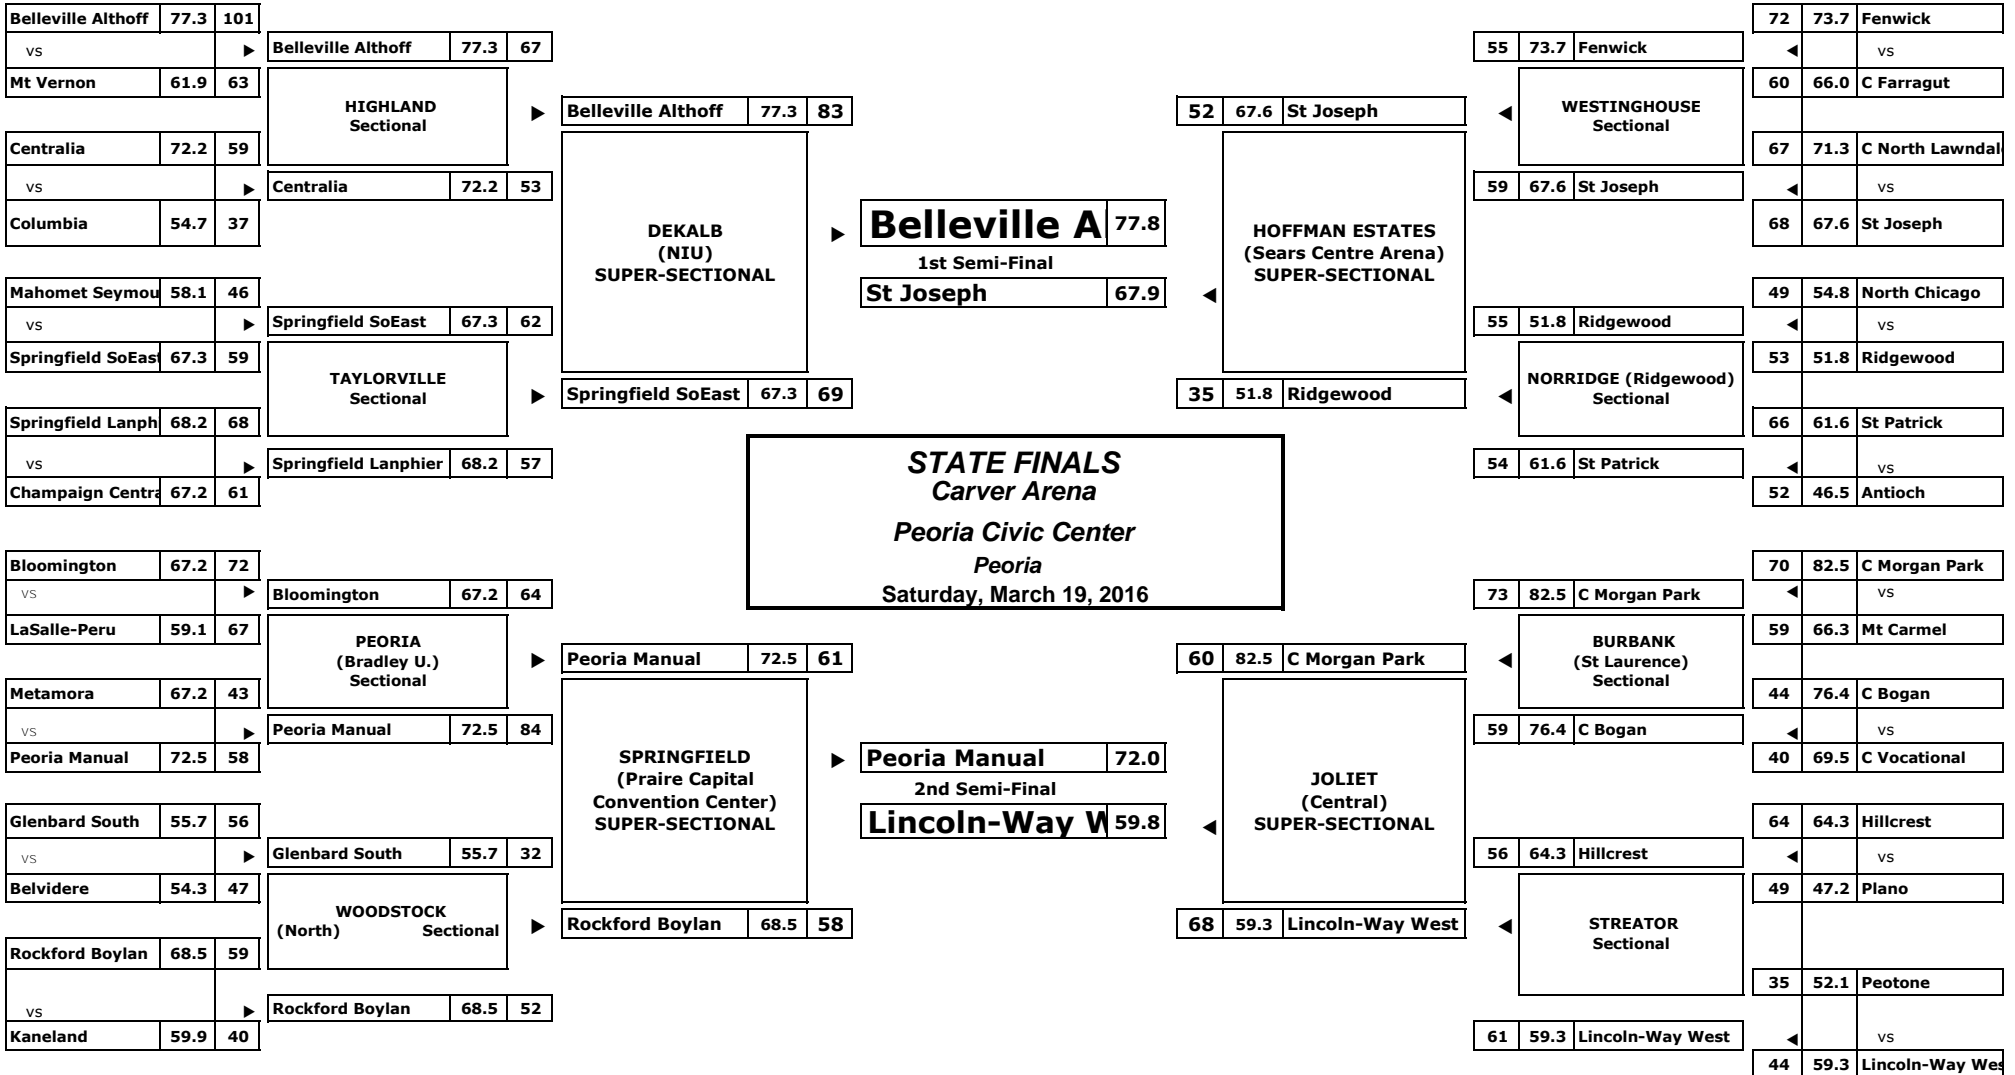 Belleville Althoff 77.3 101
vs ▶
Mt Vernon 61.9 63
Centralia 72.2 59
vs ▶
Columbia 54.7 37
Mahomet Seymou 58.1 46
vs ▶
Springfield SoEast 67.3 59
Springfield Lanph 68.2 68
vs ▶
Champaign Centra 67.2 61
Bloomington 67.2 72
vs ▶
LaSalle-Peru 59.1 67
Metamora 67.2 43
vs ▶
Peoria Manual 72.5 58
Glenbard South 55.7 56
vs ▶
Belvidere 54.3 47
Rockford Boylan 68.5 59
vs ▶
Kaneland 59.9 40
Belleville Althoff 77.3 67
HIGHLAND
Sectional ▶
Centralia 72.2 53
Springfield SoEast 67.3 62
TAYLORVILLE
Sectional ▶
Springfield Lanphier 68.2 57
Bloomington 67.2 64
PEORIA
(Bradley U.) ▶
Sectional
Peoria Manual 72.5 84
Glenbard South 55.7 32
WOODSTOCK
(North) Sectional ▶
Rockford Boylan 68.5 52
Belleville Althoff 77.3 83
DEKALB
(NIU) ▶
SUPER-SECTIONAL
Springfield SoEast 67.3 69
Peoria Manual 72.5 61
SPRINGFIELD ▶
(Praire Capital
Convention Center)
SUPER-SECTIONAL
Rockford Boylan 68.5 58
Belleville A 77.8
1st Semi-Final
St Joseph 67.9
STATE FINALS
Carver Arena
Peoria Civic Center
Peoria
Saturday, March 19, 2016
Peoria Manual 72.0
2nd Semi-Final
Lincoln-Way W 59.8
52 67.6 St Joseph
HOFFMAN ESTATES
(Sears Centre Arena)
◀ SUPER-SECTIONAL
35 51.8 Ridgewood
60 82.5 C Morgan Park
JOLIET
(Central)
◀ SUPER-SECTIONAL
68 59.3 Lincoln-Way West
55 73.7 Fenwick
◀ WESTINGHOUSE
Sectional
59 67.6 St Joseph
55 51.8 Ridgewood
NORRIDGE (Ridgewood)
◀ Sectional
54 61.6 St Patrick
73 82.5 C Morgan Park
BURBANK
◀ (St Laurence)
Sectional
59 76.4 C Bogan
56 64.3 Hillcrest
◀ STREATOR
Sectional
61 59.3 Lincoln-Way West
72 73.7 Fenwick
◀ vs
60 66.0 C Farragut
67 71.3 C North Lawndal
◀ vs
68 67.6 St Joseph
49 54.8 North Chicago
◀ vs
53 51.8 Ridgewood
66 61.6 St Patrick
◀ vs
52 46.5 Antioch
70 82.5 C Morgan Park
◀ vs
59 66.3 Mt Carmel
44 76.4 C Bogan
◀ vs
40 69.5 C Vocational
64 64.3 Hillcrest
◀ vs
49 47.2 Plano
35 52.1 Peotone
◀ vs
44 59.3 Lincoln-Way Wes